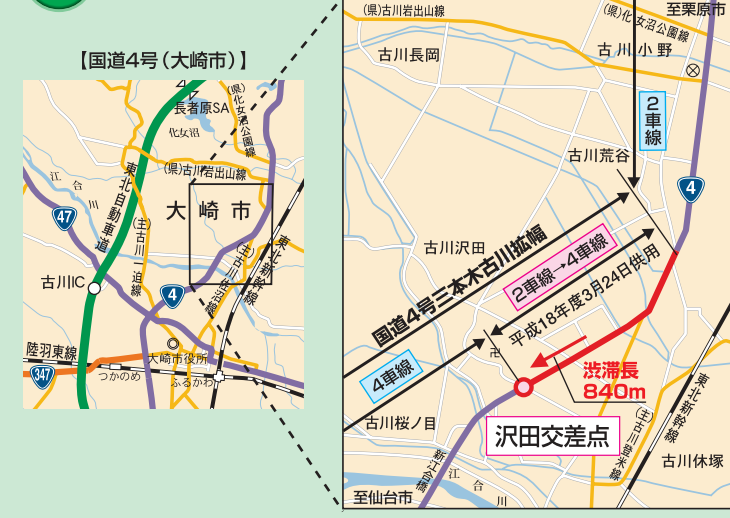 【国道4号(大崎市)】
長者原SA
化女沼
(県)化女沼公園線
(県)古川岩出山線
東北自動車道
江合川
47
大崎市
(主)古川一迫線
(主)古川佐沼線
東北新幹線
古川IC
4
陸羽東線
大崎市役所
347
つかのめ
ふるかわ
(県)古川岩出山線
至栗原市
(県)化女沼公園線
古川長岡
古川小野
2車線
古川荒谷
4
古川沢田
国道4号三本木古川拡幅
2車線→4車線
平成18年度3月24日供用
4車線
卍
渋滞長
840m
古川桜ノ目
沢田交差点
(主)古川登米線
東北新幹線
古川休塚
新江合橋
江合川
至仙台市